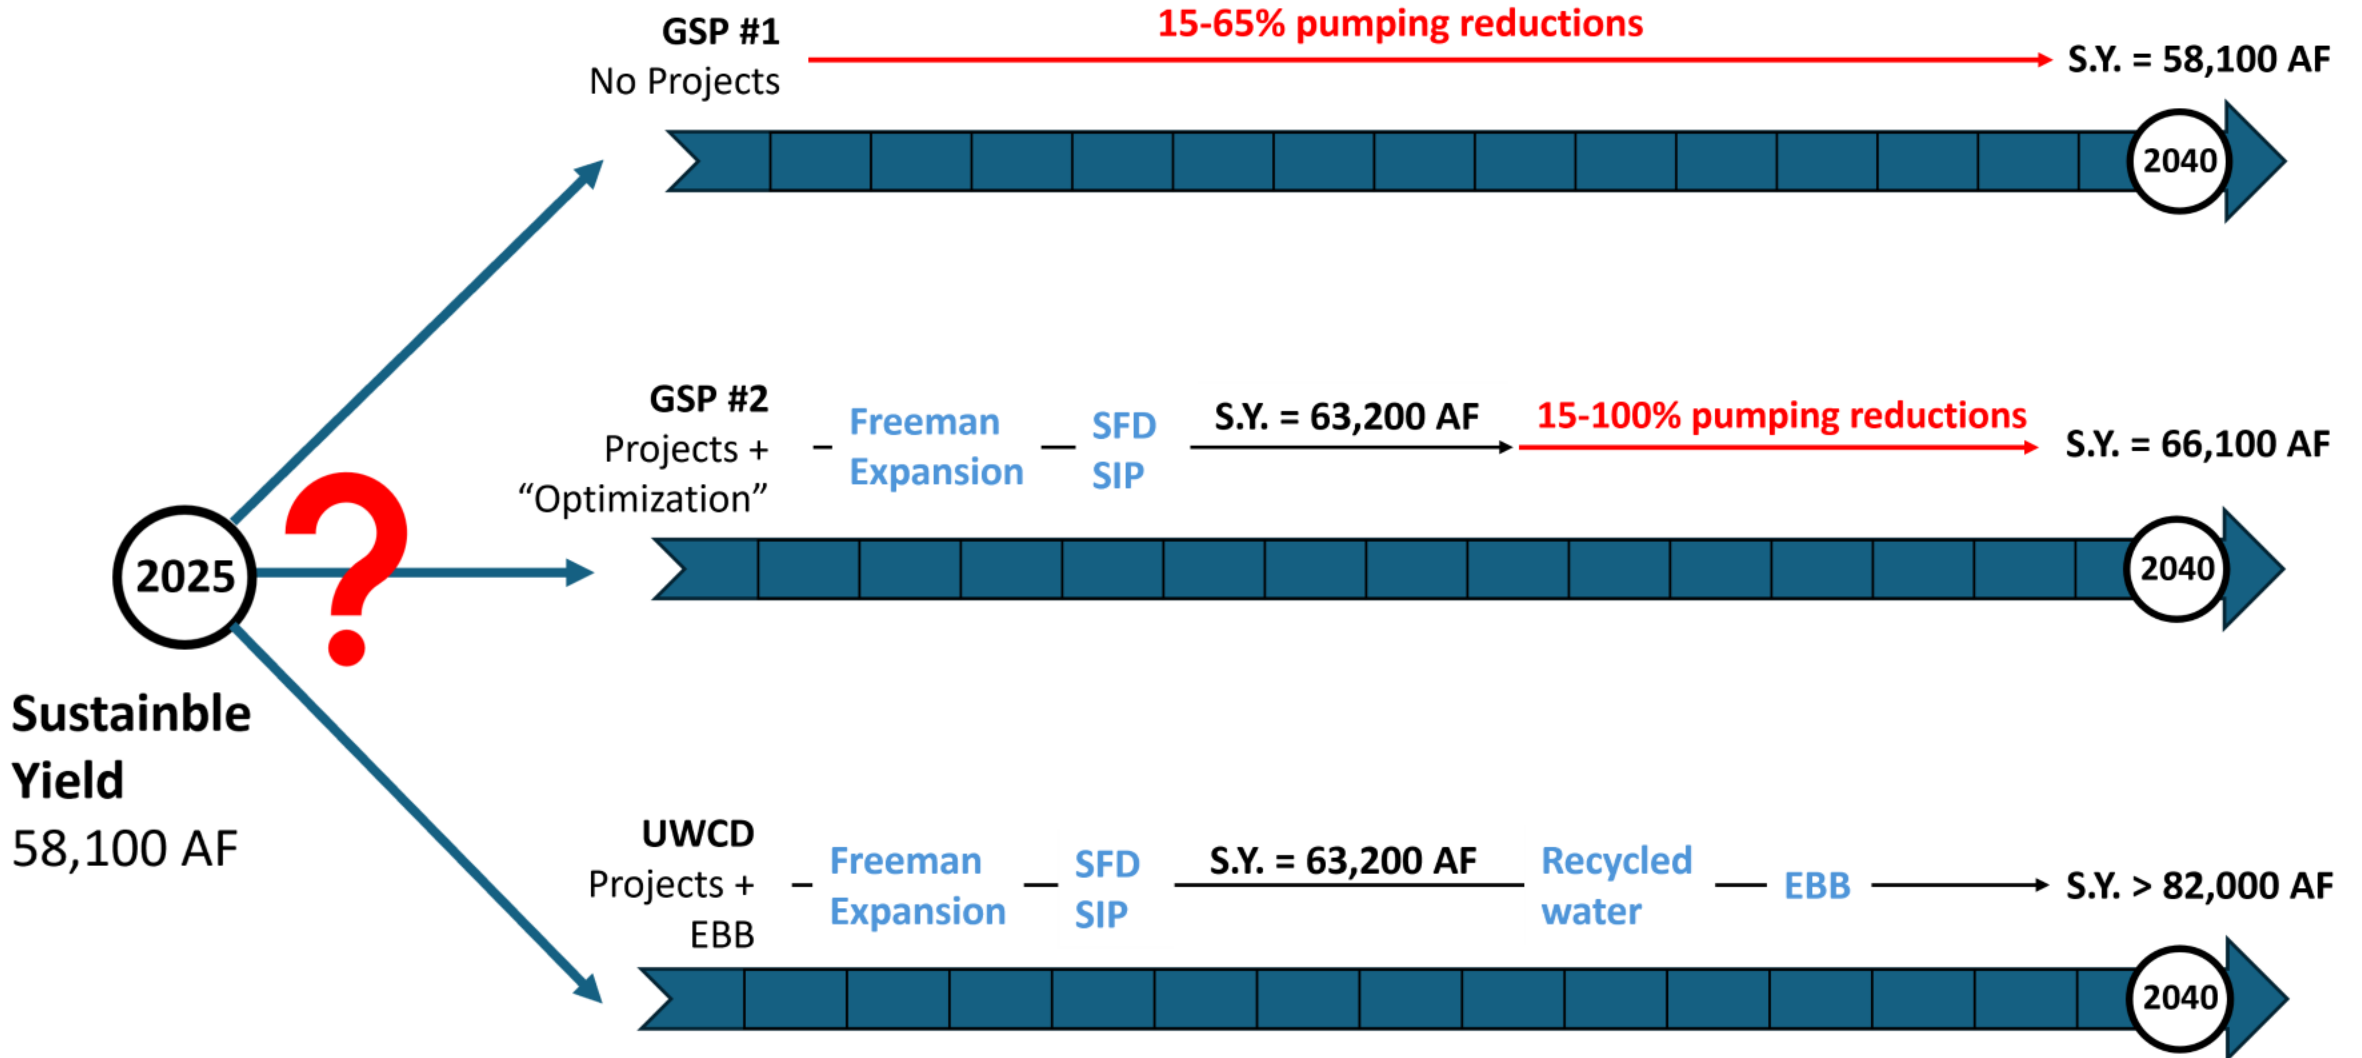 GSP #1
No Projects
15-65% pumping reductions
S.Y. = 58,100 AF
2040
GSP #2
Projects +
“Optimization”
Freeman
Expansion
SFD
SIP
S.Y. = 63,200 AF
15-100% pumping reductions
S.Y. = 66,100 AF
2040
?
2025
Sustainble
Yield
58,100 AF
UWCD
Projects +
EBB
Freeman
Expansion
SFD
SIP
S.Y. = 63,200 AF
Recycled
water
EBB
S.Y. > 82,000 AF
2040